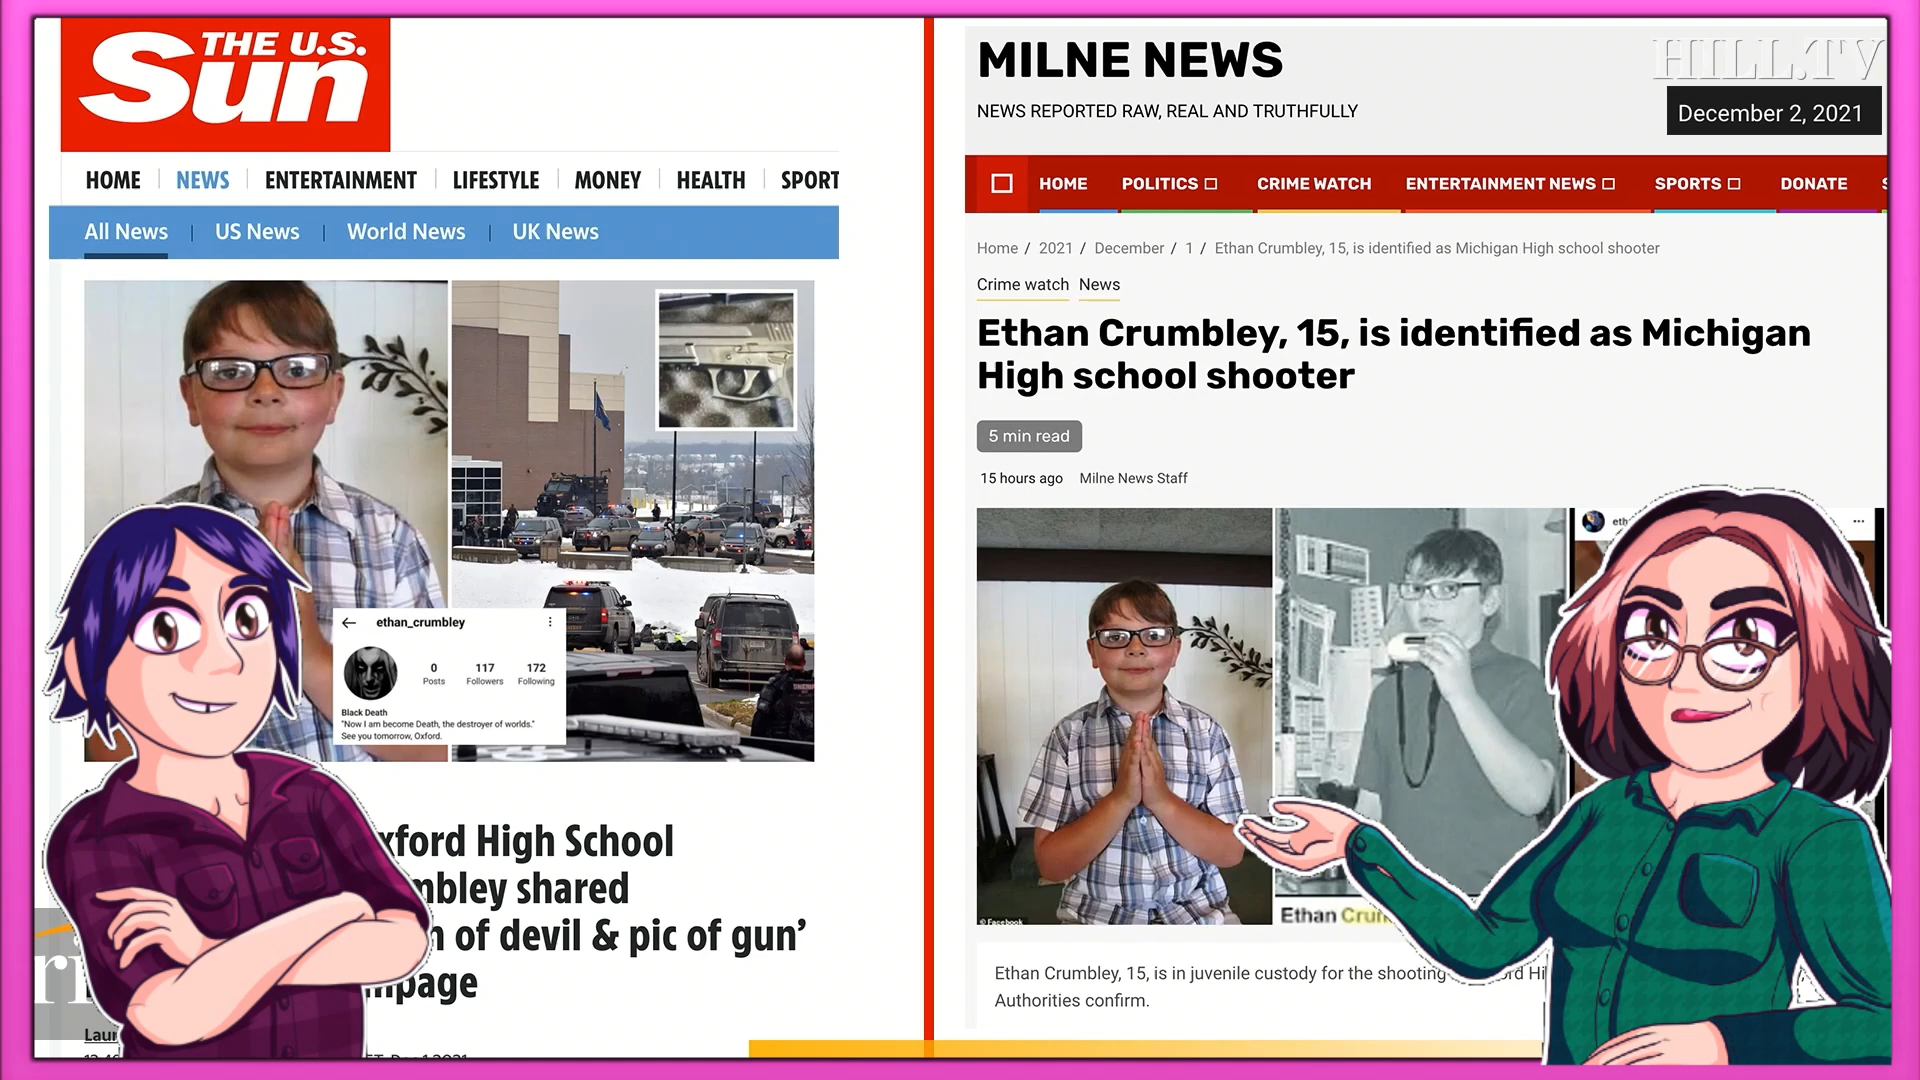 THE U.S.
Sun
HOME NEWS ENTERTAINMENT LIFESTYLE MONEY HEALTH SPORT
All News US News World News UK News
ethan_crumbley
0 117 172
Posts Followers Following
Black Death
"Now I am become Death, the destroyer of worlds."
See you tomorrow, Oxford.
xford High School
mbley shared
of devil & pic of gun'
mpage
Lau
MILNE NEWS
NEWS REPORTED RAW, REAL AND TRUTHFULLY
HILL.TV
December 2, 2021
HOME POLITICS CRIME WATCH ENTERTAINMENT NEWS SPORTS DONATE
Home / 2021 / December / 1 / Ethan Crumbley, 15, is identified as Michigan High school shooter
Crime watch News
Ethan Crumbley, 15, is identified as Michigan
High school shooter
5 min read
15 hours ago Milne News Staff
eth
© Facebook
Ethan Crum
Ethan Crumbley, 15, is in juvenile custody for the shooting
Authorities confirm.